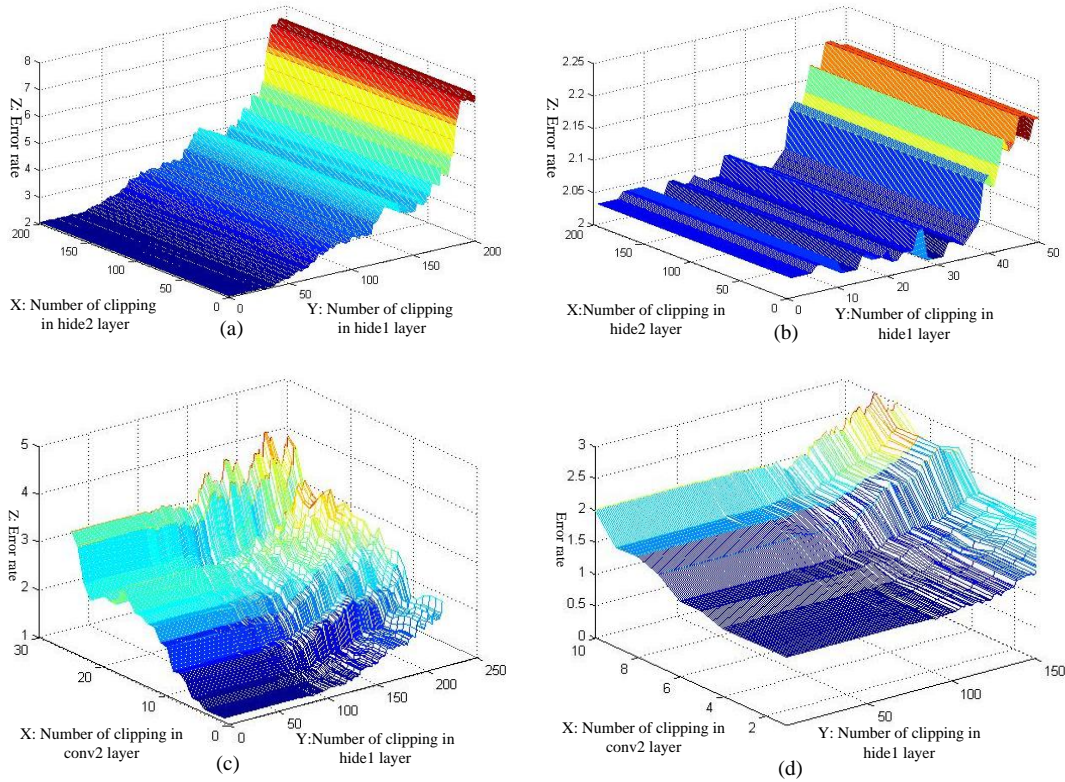 8
7
6
5
4
3
2
200
150
100
50
0
0
50
100
150
200
Z: Error rate
X: Number of clipping
in hide2 layer
Y: Number of clipping
in hide1 layer
(a)
2.25
2.2
2.15
2.1
2.05
2
200
150
100
50
0
0
10
20
30
40
50
Z: Error rate
X:Number of clipping in
hide2 layer
Y:Number of clipping in
hide1 layer
(b)
5
4
3
2
1
30
20
10
0
0
50
100
150
200
250
Z: Error rate
X: Number of clipping in
conv2 layer
Y:Number of clipping in
hide1 layer
(c)
3
2.5
2
1.5
1
0.5
0
10
8
6
4
2
50
100
150
Error rate
X: Number of clipping in
conv2 layer
Y: Number of clipping in
hide1 layer
(d)